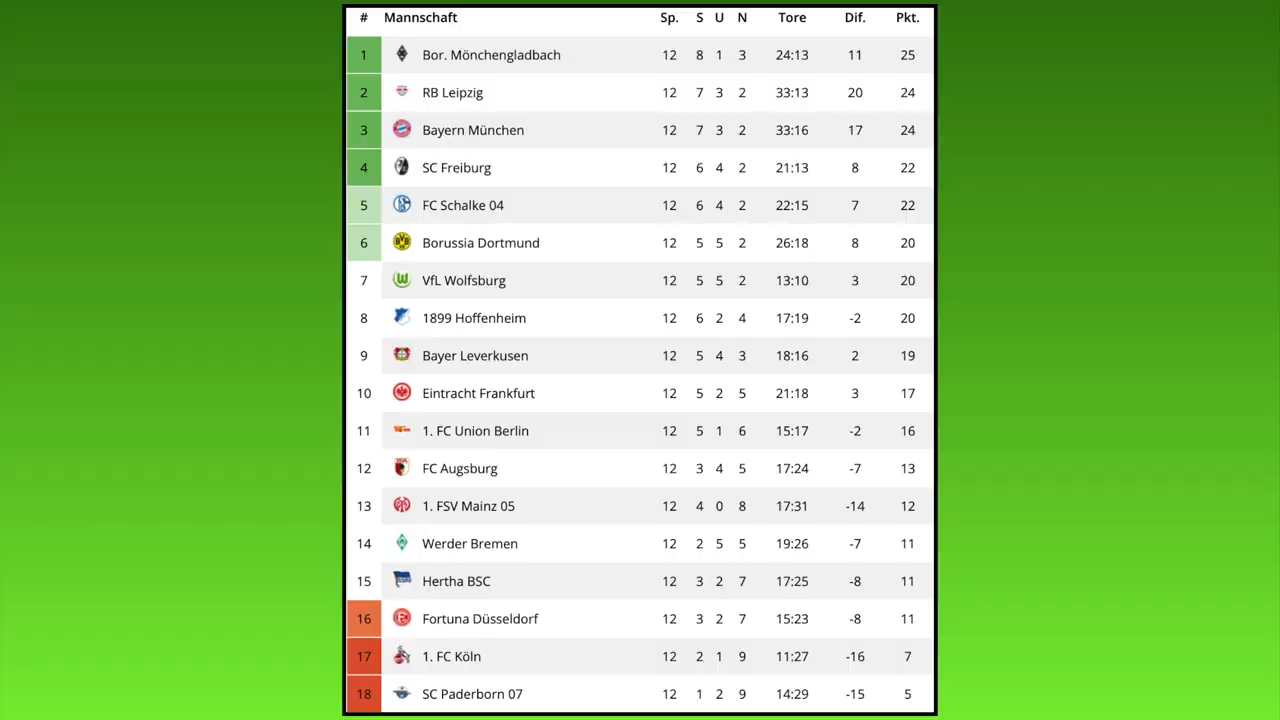 # Mannschaft Sp. S U N Tore Dif. Pkt.
1 Bor. Mönchengladbach 12 8 1 3 24:13 11 25
2 RB Leipzig 12 7 3 2 33:13 20 24
3 Bayern München 12 7 3 2 33:16 17 24
4 SC Freiburg 12 6 4 2 21:13 8 22
5 FC Schalke 04 12 6 4 2 22:15 7 22
6 Borussia Dortmund 12 5 5 2 26:18 8 20
7 VfL Wolfsburg 12 5 5 2 13:10 3 20
8 1899 Hoffenheim 12 6 2 4 17:19 -2 20
9 Bayer Leverkusen 12 5 4 3 18:16 2 19
10 Eintracht Frankfurt 12 5 2 5 21:18 3 17
11 1. FC Union Berlin 12 5 1 6 15:17 -2 16
12 FC Augsburg 12 3 4 5 17:24 -7 13
13 1. FSV Mainz 05 12 4 0 8 17:31 -14 12
14 Werder Bremen 12 2 5 5 19:26 -7 11
15 Hertha BSC 12 3 2 7 17:25 -8 11
16 Fortuna Düsseldorf 12 3 2 7 15:23 -8 11
17 1. FC Köln 12 2 1 9 11:27 -16 7
18 SC Paderborn 07 12 1 2 9 14:29 -15 5